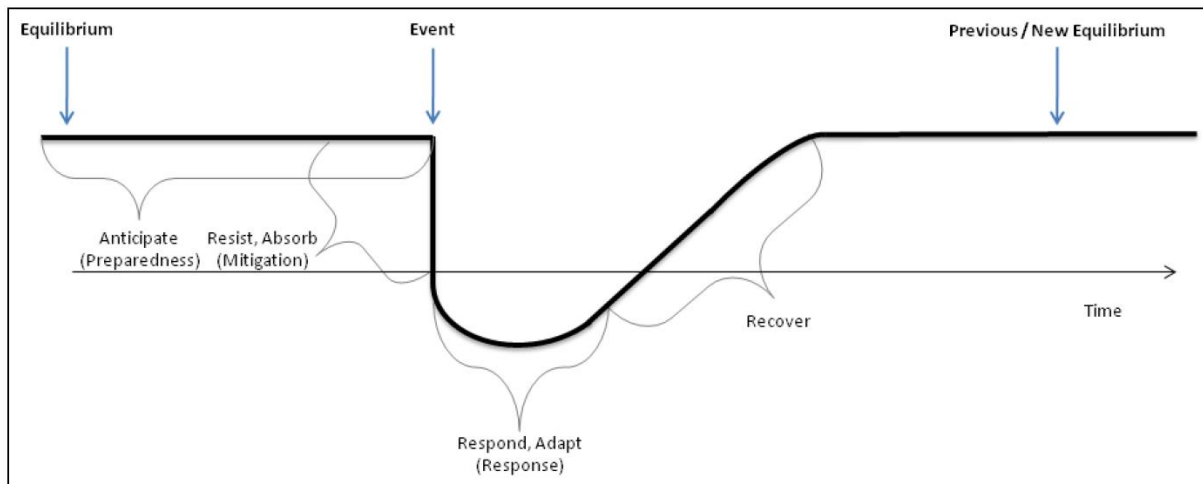 Equilibrium
Event
Previous / New Equilibrium
Anticipate
(Preparedness)
Resist, Absorb
(Mitigation)
Time
Recover
Respond, Adapt
(Response)